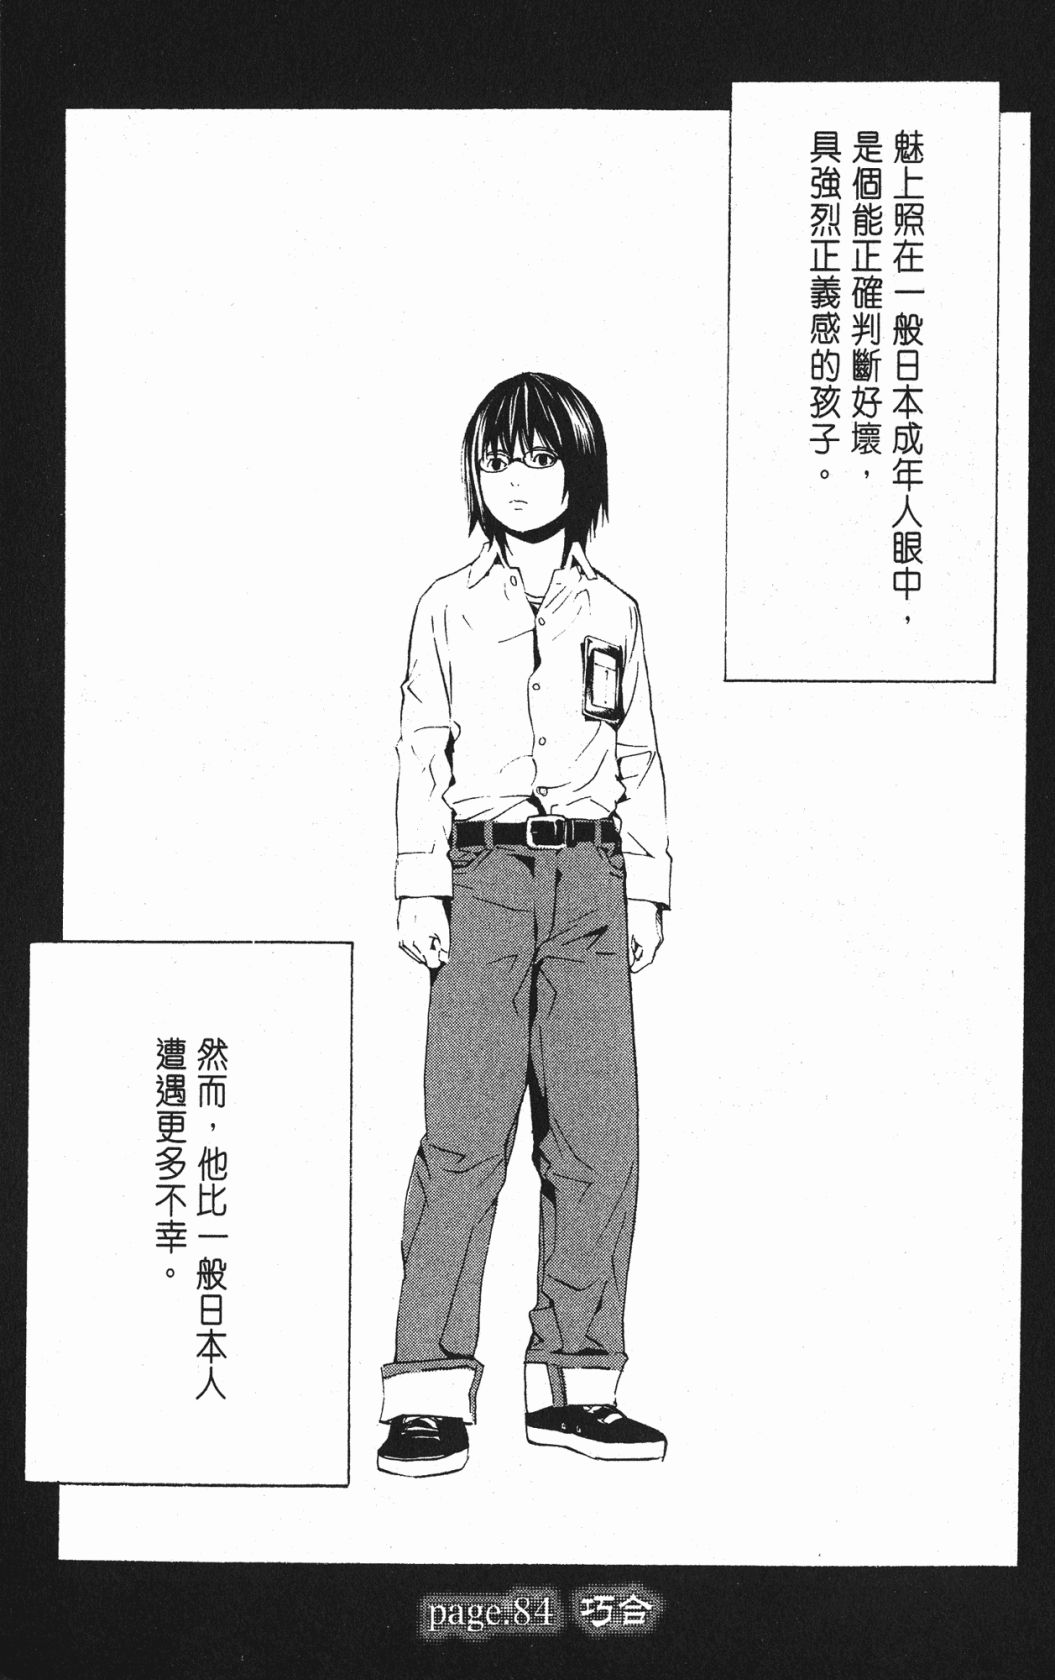 魅上照在一般日本成年人眼中，
是個能正確判斷好壞，
具強烈正義感的孩子。
然而，他比一般日本人
遭遇更多不幸。
page.84 巧合